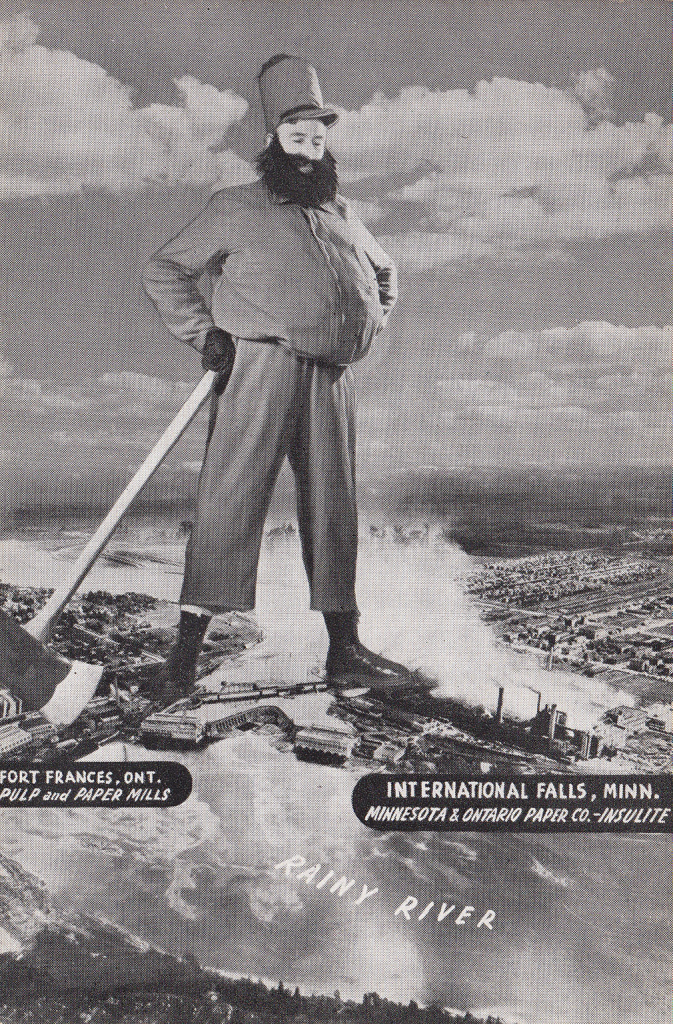 FORT FRANCES, ONT.
PULP and PAPER MILLS
INTERNATIONAL FALLS, MINN.
MINNESOTA & ONTARIO PAPER CO.-INSULITE
RAINY RIVER